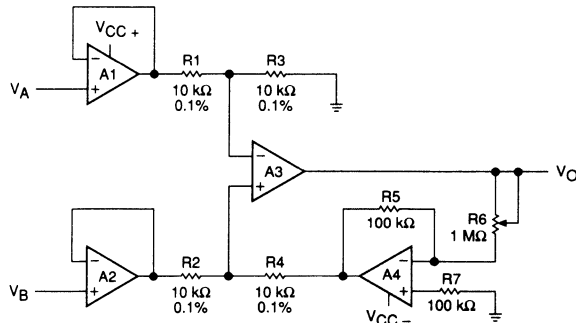 VCC +
R1
R3
−
A1
+
VA
10 kΩ
0.1%
10 kΩ
0.1%
−
A3
+
VO
R5
100 kΩ
R6
1 MΩ
−
A2
+
VB
R2
R4
10 kΩ
0.1%
10 kΩ
0.1%
−
A4
+
R7
100 kΩ
VCC −